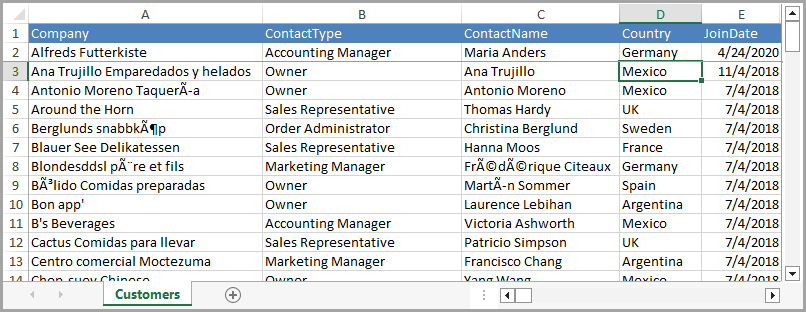 A B C D E
1 Company ContactType ContactName Country JoinDate
2 Alfreds Futterkiste Accounting Manager Maria Anders Germany 4/24/2020
3 Ana Trujillo Emparedados y helados Owner Ana Trujillo Mexico 11/4/2018
4 Antonio Moreno TaquerÃ-a Owner Antonio Moreno Mexico 7/4/2018
5 Around the Horn Sales Representative Thomas Hardy UK 7/4/2018
6 Berglunds snabbkÃ¶p Order Administrator Christina Berglund Sweden 7/4/2018
7 Blauer See Delikatessen Sales Representative Hanna Moos France 7/4/2018
8 Blondesddsl pÃ¨re et fils Marketing Manager FrÃ©dÃ©rique Citeaux Germany 7/4/2018
9 BÃ³lido Comidas preparadas Owner MartÃ-n Sommer Spain 7/4/2018
10 Bon app' Owner Laurence Lebihan Argentina 7/4/2018
11 B's Beverages Accounting Manager Victoria Ashworth Mexico 7/4/2018
12 Cactus Comidas para llevar Sales Representative Patricio Simpson UK 7/4/2018
13 Centro comercial Moctezuma Marketing Manager Francisco Chang Argentina 7/4/2018
14 Chop-suey Chinese Owner Yang Wang Mexico 7/4/2018
Customers